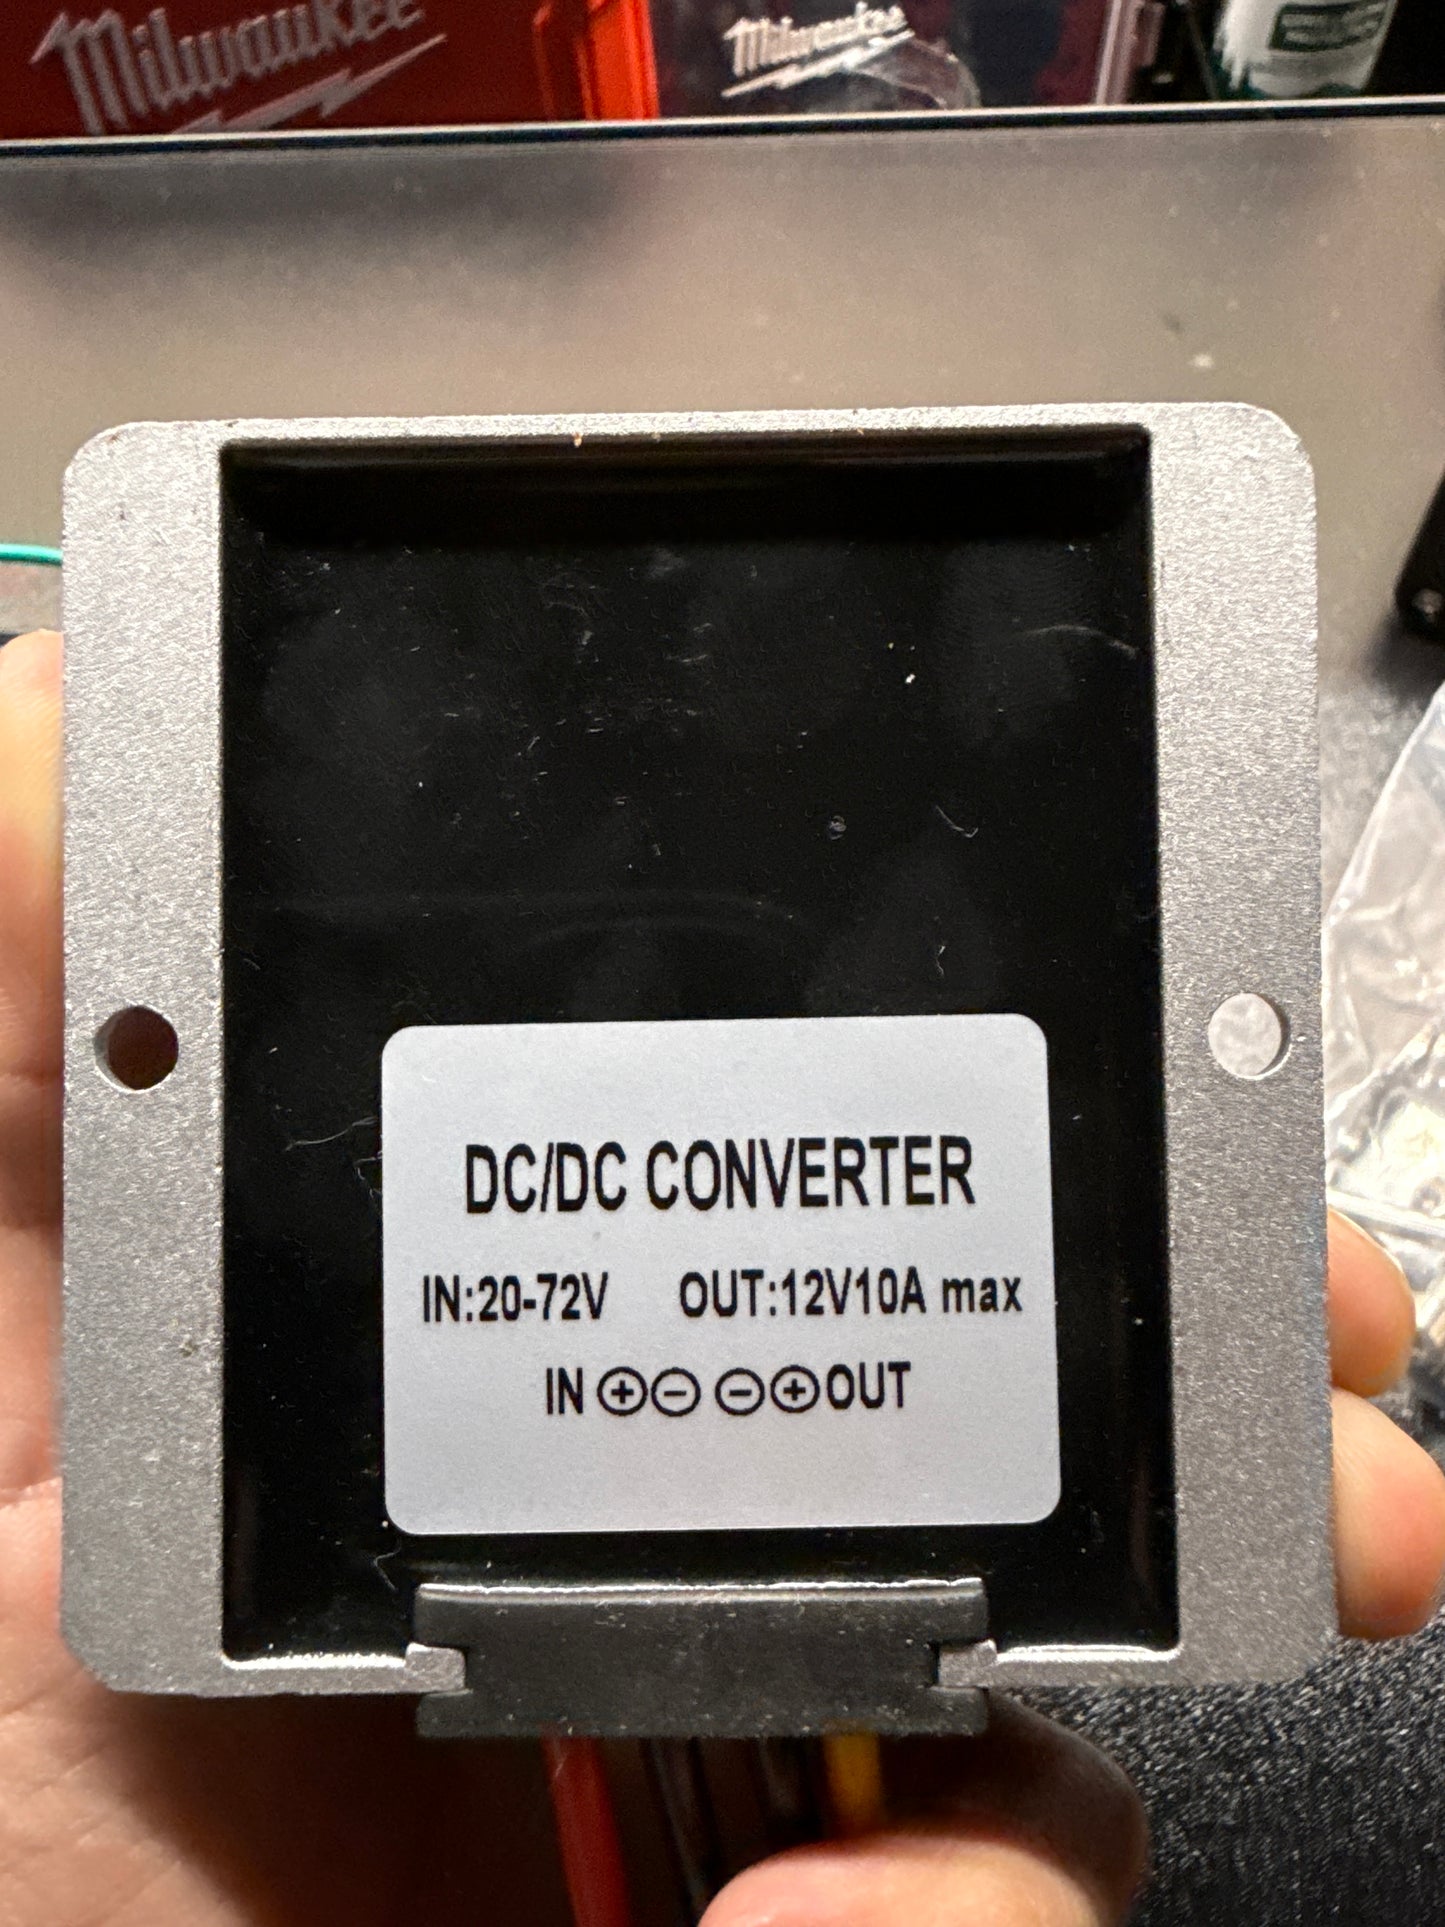 Milwaukee
Milwaukee
DC/DC CONVERTER
IN:20-72V OUT:12V10A max
IN⊕⊖ ⊖⊕OUT